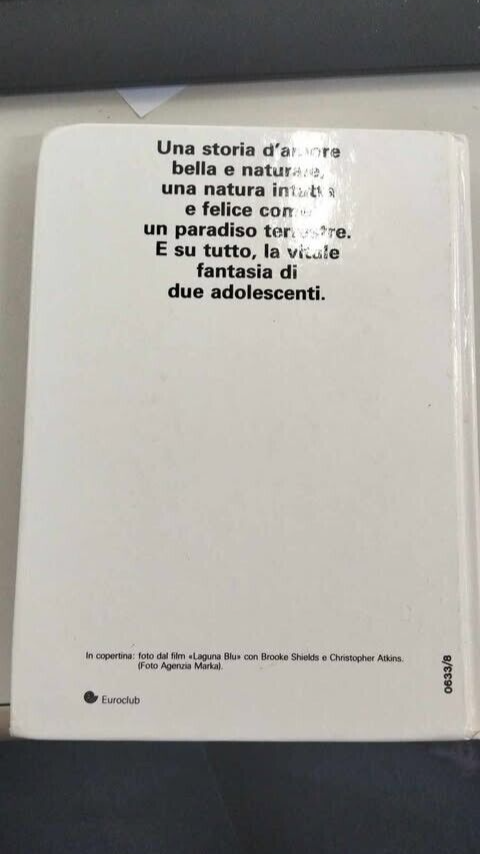 Una storia d'amore
bella e naturale,
una natura intatta
e felice come
un paradiso terrestre.
E su tutto, la vitale
fantasia di
due adolescenti.
In copertina: foto dal film «Laguna Blu» con Brooke Shields e Christopher Atkins.
(Foto Agenzia Marka).
Euroclub
0633/8